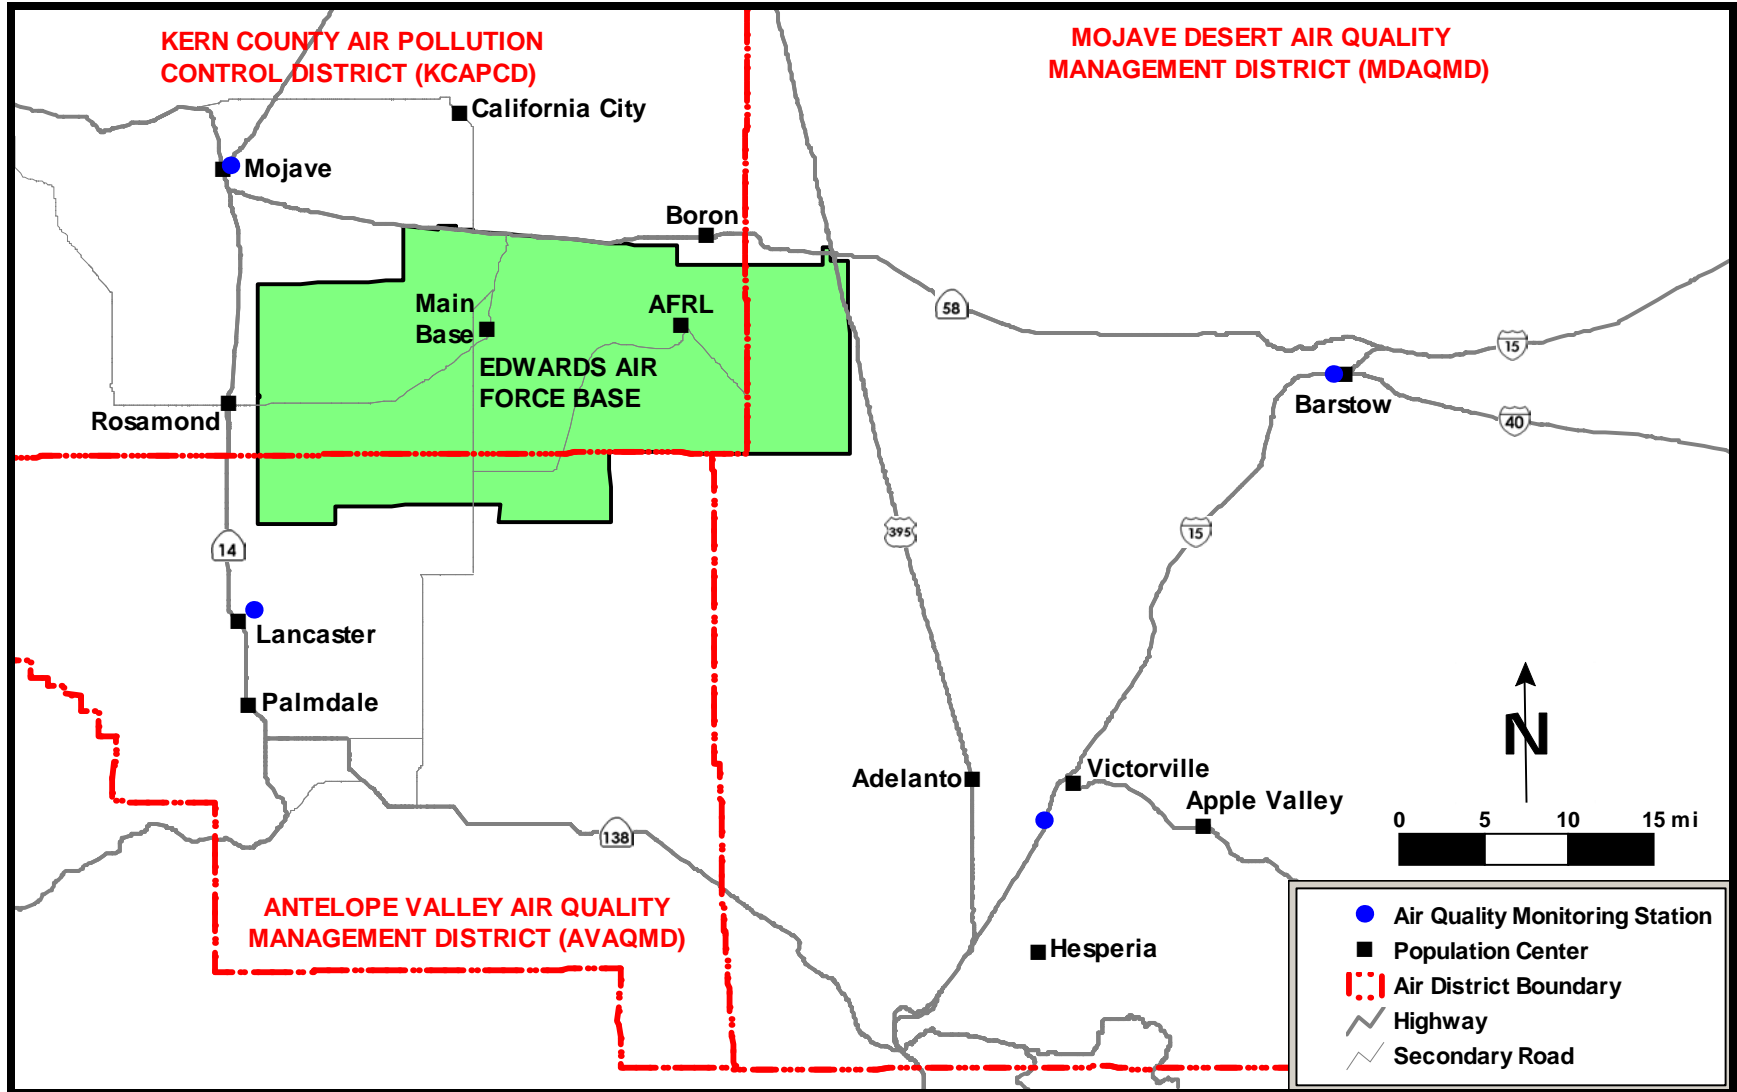 KERN COUNTY AIR POLLUTION
CONTROL DISTRICT (KCAPCD)
MOJAVE DESERT AIR QUALITY
MANAGEMENT DISTRICT (MDAQMD)
California City
Mojave
Boron
Main
Base
AFRL
58
15
EDWARDS AIR
FORCE BASE
Barstow
40
Rosamond
14
395
15
Lancaster
Palmdale
N
Adelanto
Victorville
Apple Valley
0 5 10 15 mi
138
ANTELOPE VALLEY AIR QUALITY
MANAGEMENT DISTRICT (AVAQMD)
Hesperia
Air Quality Monitoring Station
Population Center
Air District Boundary
Highway
Secondary Road